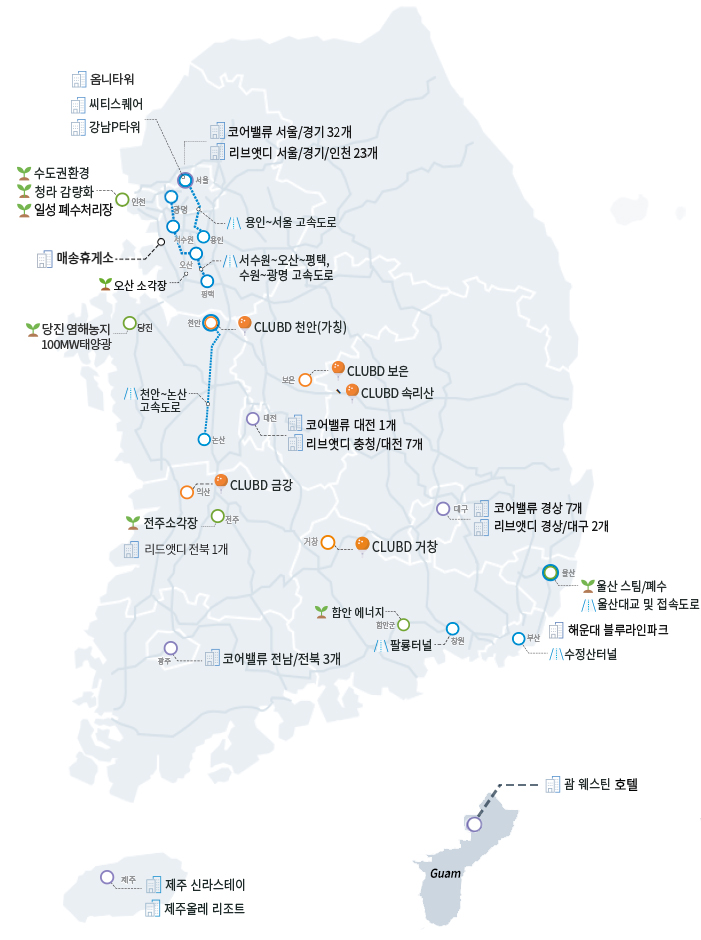 옴니타워
씨티스퀘어
강남P타워
코어밸류 서울/경기 32개
리브앳디 서울/경기/인천 23개
수도권환경
청라 감량화
일성 폐수처리장
인천
서울
광명
용인~서울 고속도로
서수원
용인
매송휴게소
오산
서수원~오산~평택,
수원~광명 고속도로
오산 소각장
평택
당진 염해농지
100MW태양광
당진
천안
CLUBD 천안(가칭)
보은
CLUBD 보은
CLUBD 속리산
천안~논산
고속도로
대전
코어밸류 대전 1개
리브앳디 충청/대전 7개
논산
익산
CLUBD 금강
전주소각장
전주
리드앳디 전북 1개
대구
코어밸류 경상 7개
리브앳디 경상/대구 2개
거창
CLUBD 거창
울산
울산 스팀/폐수
울산대교 및 접속도로
함안 에너지
함안군
팔룡터널
창원
부산
해운대 블루라인파크
수정산터널
광주
코어밸류 전남/전북 3개
괌 웨스틴 호텔
Guam
제주
제주 신라스테이
제주올레 리조트